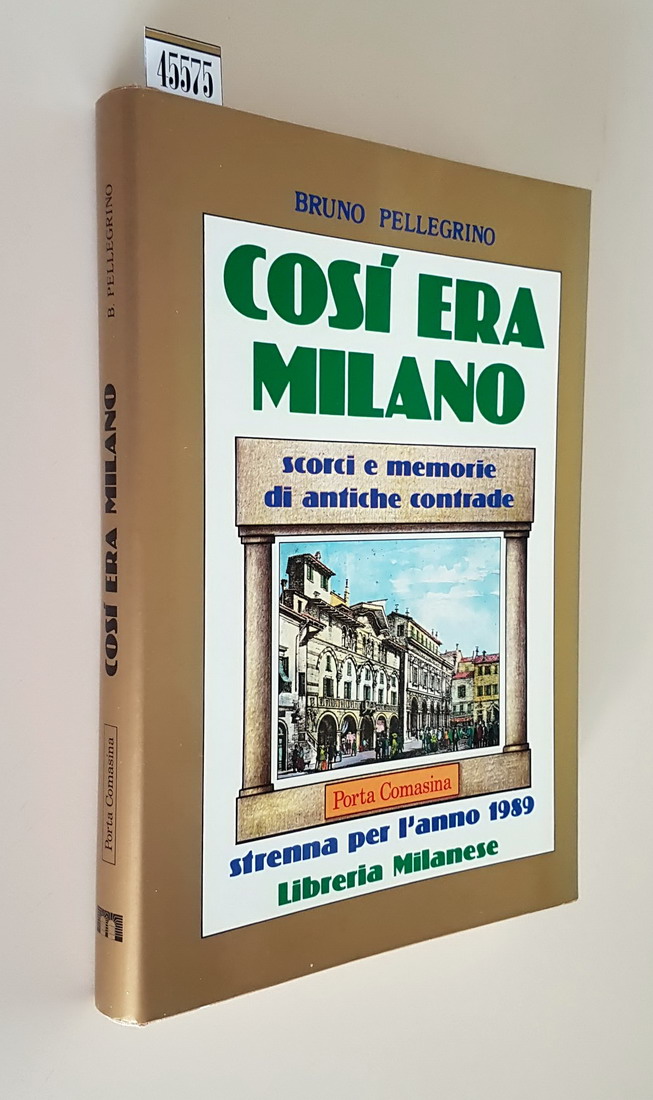 45575
BRUNO PELLEGRINO
COSÍ ERA
MILANO
scorci e memorie
di antiche contrade
Porta Comasina
strenna per l'anno 1989
Libreria Milanese
B. PELLEGRINO
COSÍ ERA MILANO
Porta Comasina